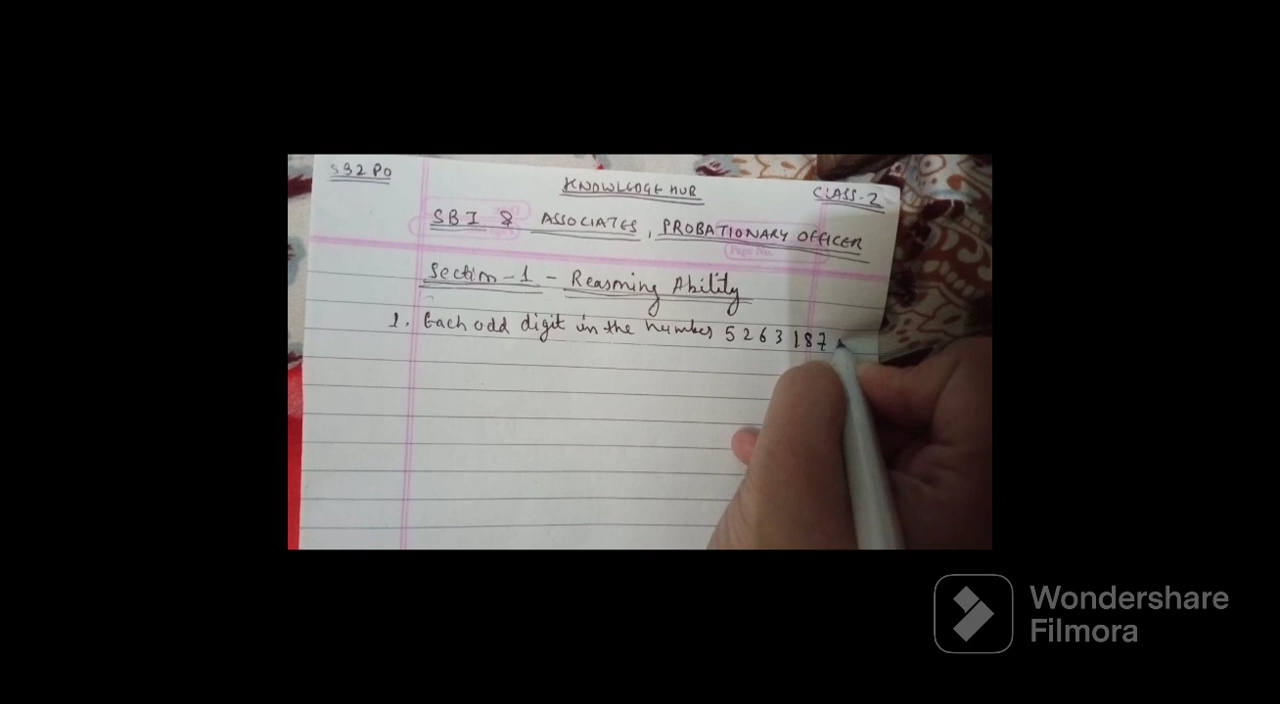 SB2 PO
KNOWLEDGE HUB
CLASS-2
SBI & ASSOCIATES, PROBATIONARY OFFICER
Section-1 - Reasoning Ability
1. Each odd digit in the number 5263187
Wondershare
Filmora